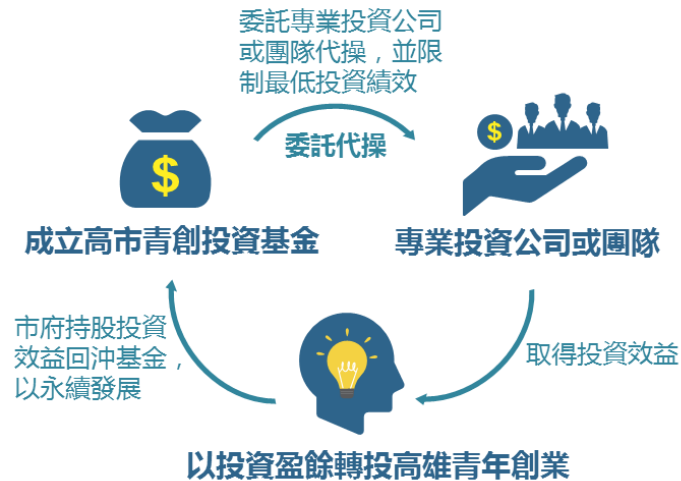 委託專業投資公司
或團隊代操，並限
制最低投資績效
$
$
委託代操
成立高市青創投資基金
專業投資公司或團隊
市府持股投資
效益回沖基金，
以永續發展
取得投資效益
以投資盈餘轉投高雄青年創業